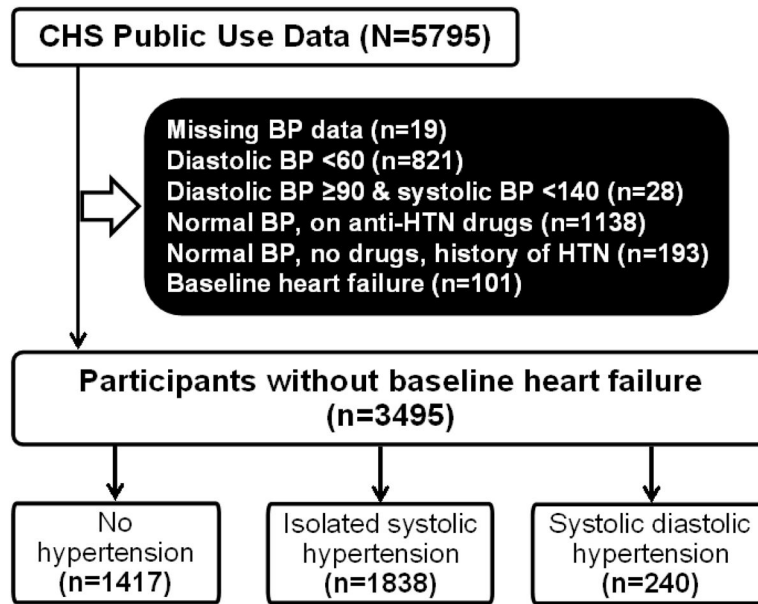 CHS Public Use Data (N=5795)
Missing BP data (n=19)
Diastolic BP <60 (n=821)
Diastolic BP ≥90 & systolic BP <140 (n=28)
Normal BP, on anti-HTN drugs (n=1138)
Normal BP, no drugs, history of HTN (n=193)
Baseline heart failure (n=101)
Participants without baseline heart failure
(n=3495)
No
hypertension
(n=1417)
Isolated systolic
hypertension
(n=1838)
Systolic diastolic
hypertension
(n=240)